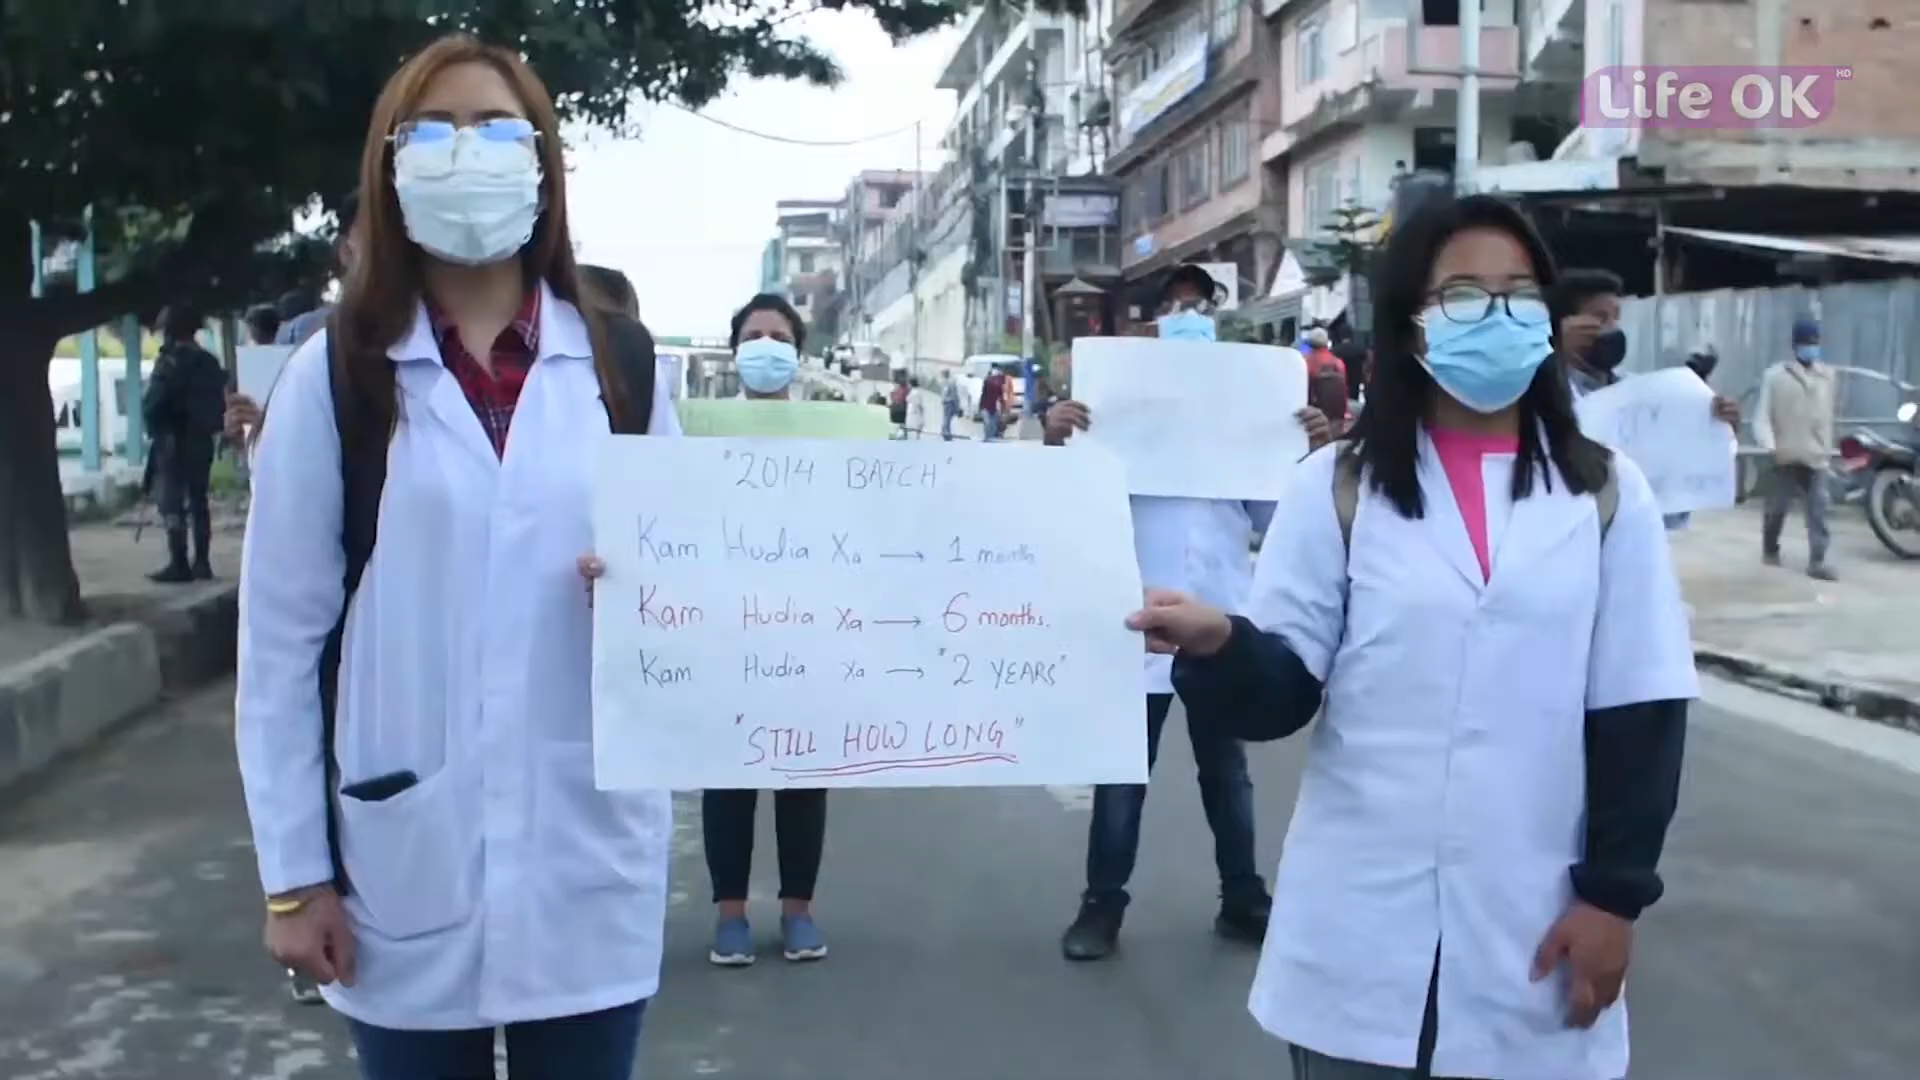 Life OK HD
"2014 BATCH"
Kam Hudia Xa → 1 month
Kam Hudia Xa → 6 months.
Kam Hudia Xa → "2 YEARS"
"STILL HOW LONG"